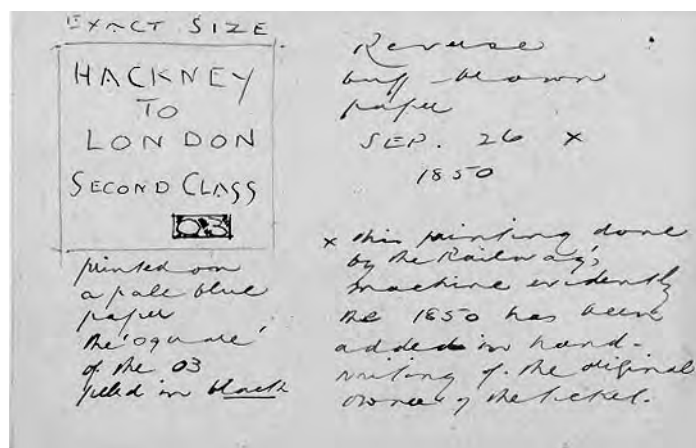 EXACT SIZE
HACKNEY
TO
LONDON
SECOND CLASS
03
printed on
a pale blue
paper
the 'square'
of the 03
filled in black
Reverse
buff-brown
paper
SEP. 26 x
1850
x this printing done
by the Railway's
machine evidently
the 1850 has been
added in hand-
writing of the original
owner of the ticket.